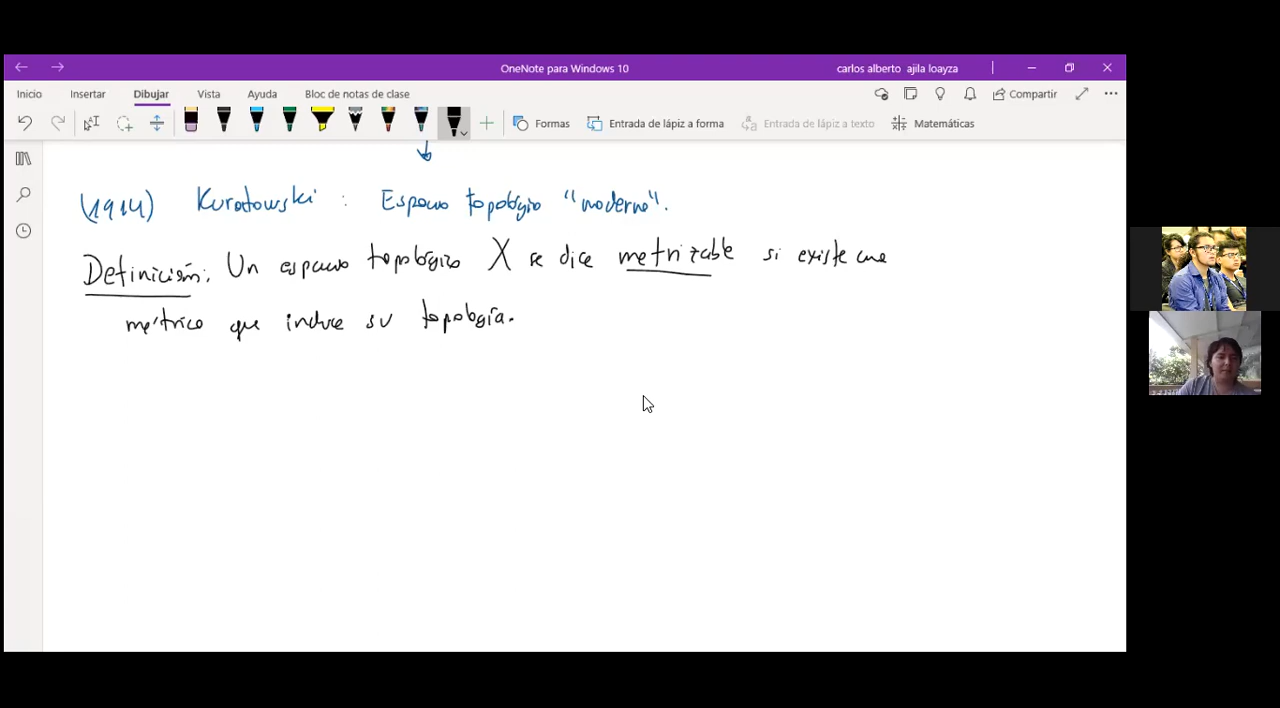 OneNote para Windows 10
carlos alberto ajila loayza
Inicio Insertar Dibujar Vista Ayuda Bloc de notas de clase
Compartir
Formas Entrada de lápiz a forma Entrada de lápiz a texto Matemáticas
(1914) Kuratowski : Espacio topológico "moderno".
Definición: Un espacio topológico X se dice metrizable si existe una
métrica que induce su topología.